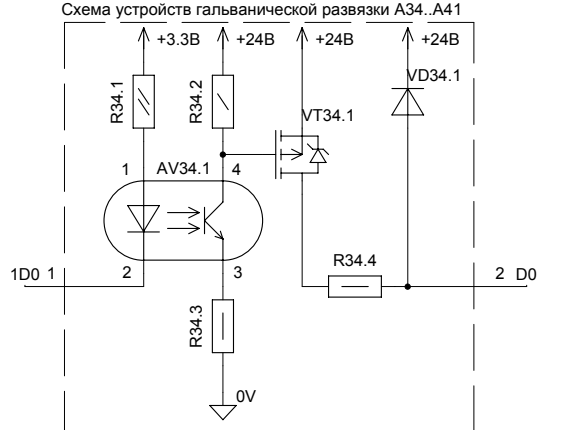 Схема устройств гальванической развязки А34..А41
+3.3В
+24В
+24В
+24В
R34.1
R34.2
VT34.1
VD34.1
1
AV34.1
4
1D0
1
2
3
R34.4
2
D0
R34.3
0V